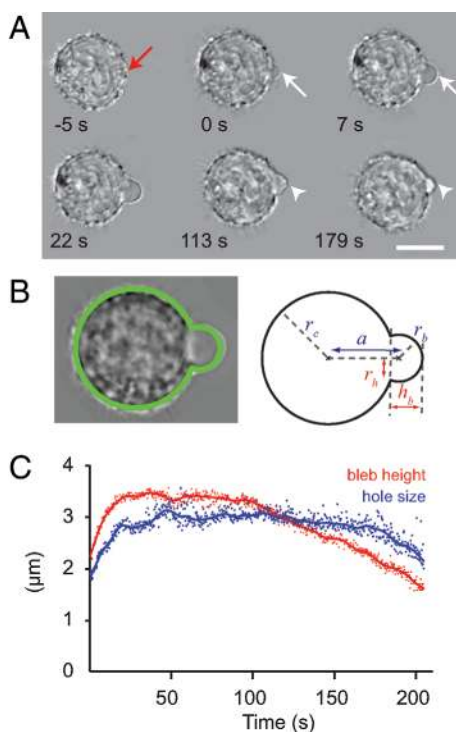 A
-5 s
0 s
7 s
22 s
113 s
179 s
B
r_c
a
r_b
r_h
h_b
C
4
3
2
1
0
(μm)
bleb height
hole size
50
100
150
200
Time (s)